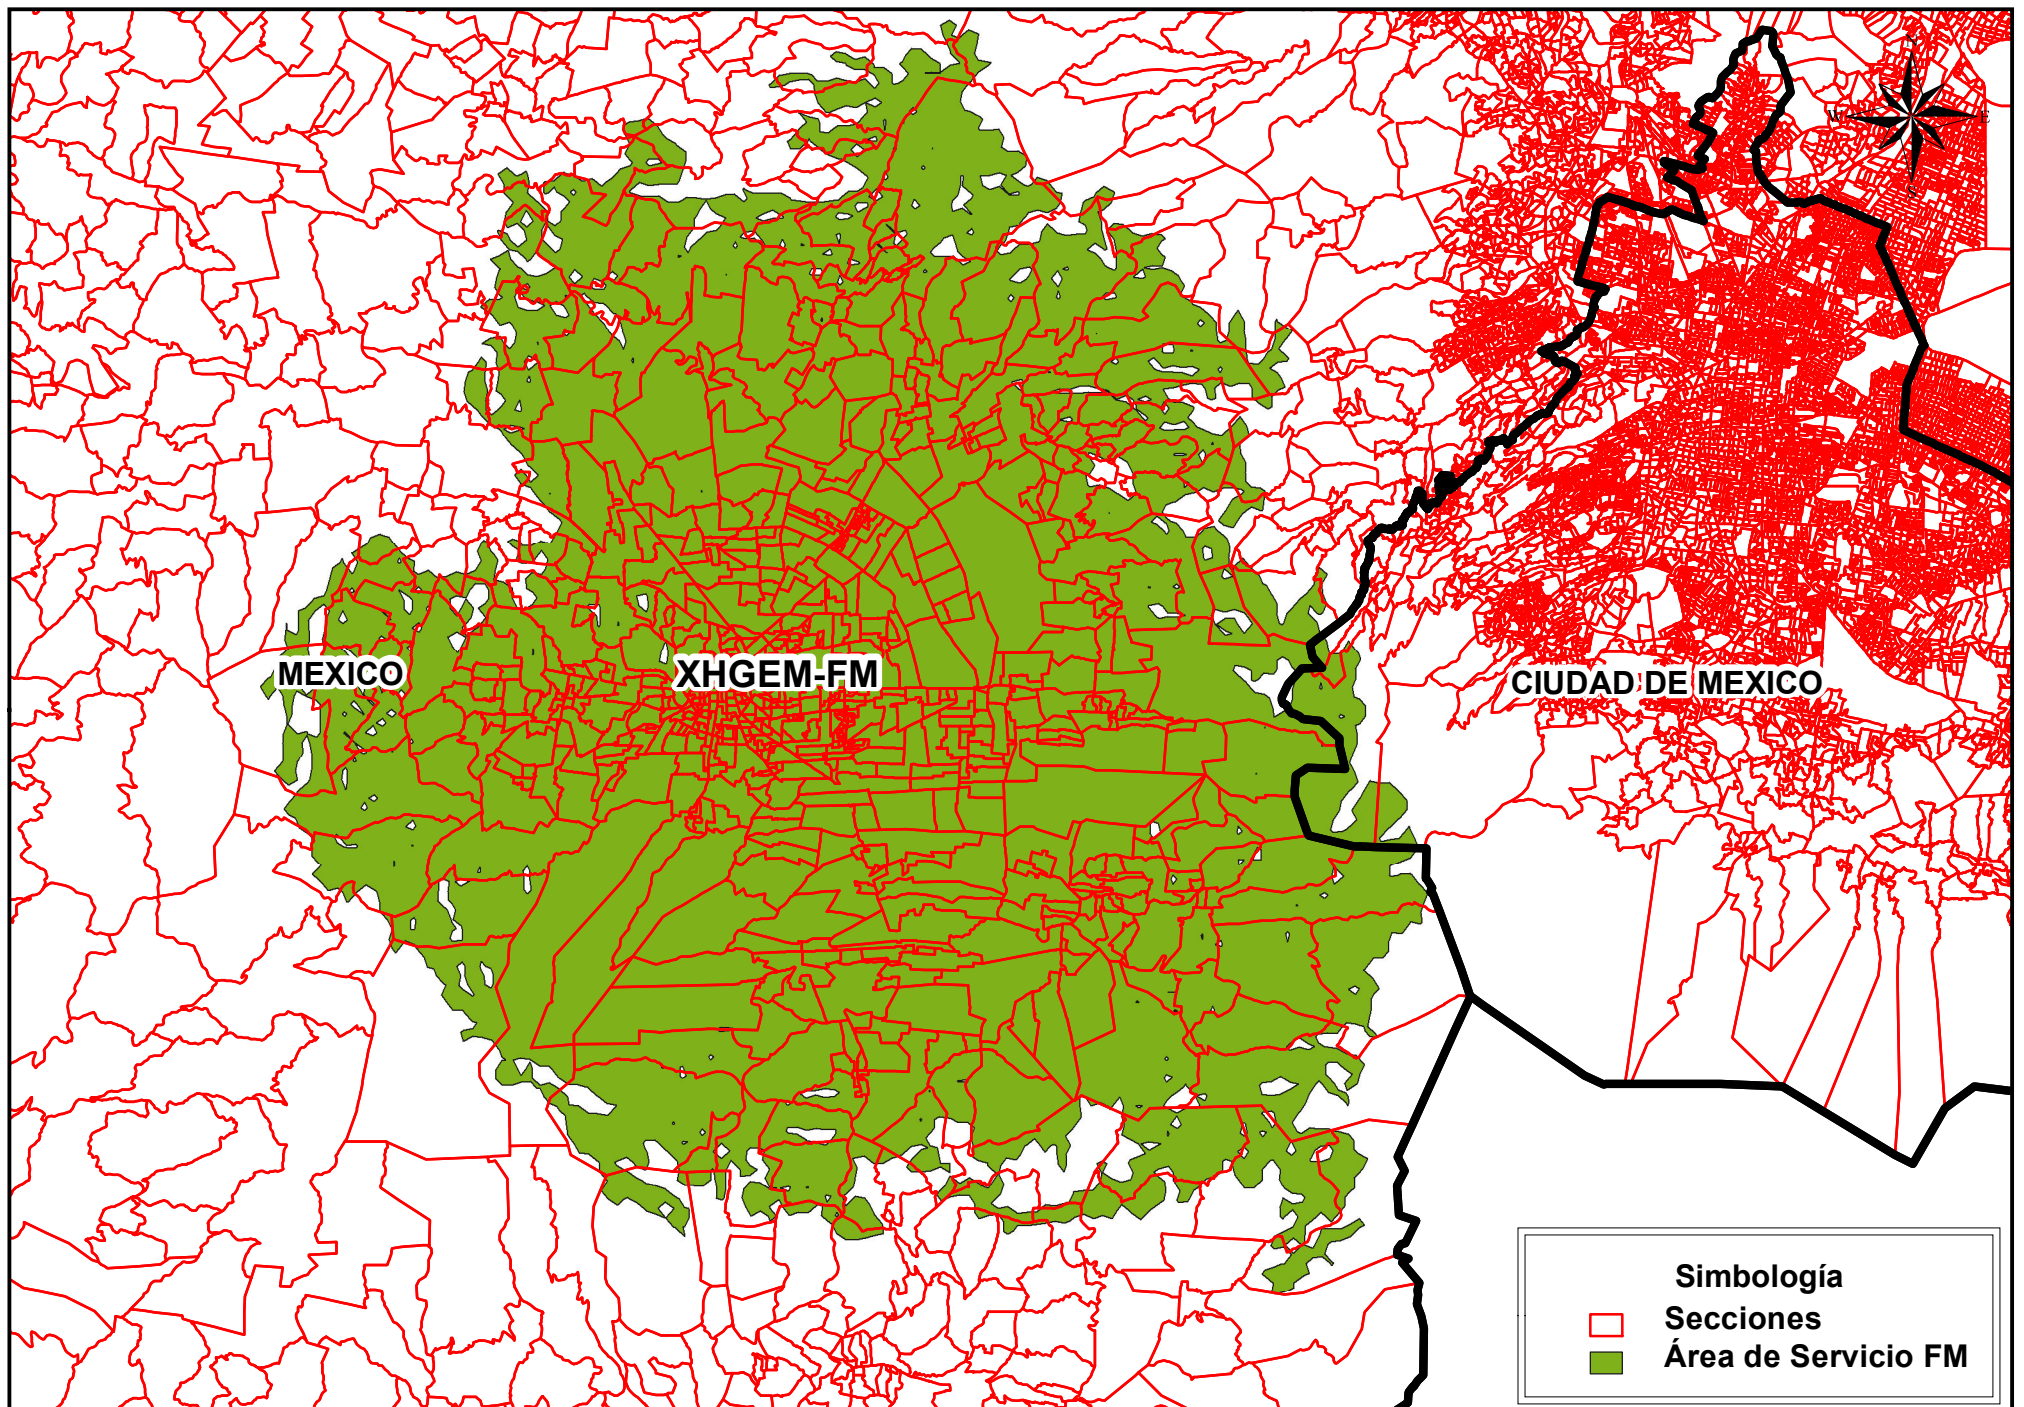 W
E
S
MEXICO
XHGEM-FM
CIUDAD DE MEXICO
Simbología
Secciones
Área de Servicio FM